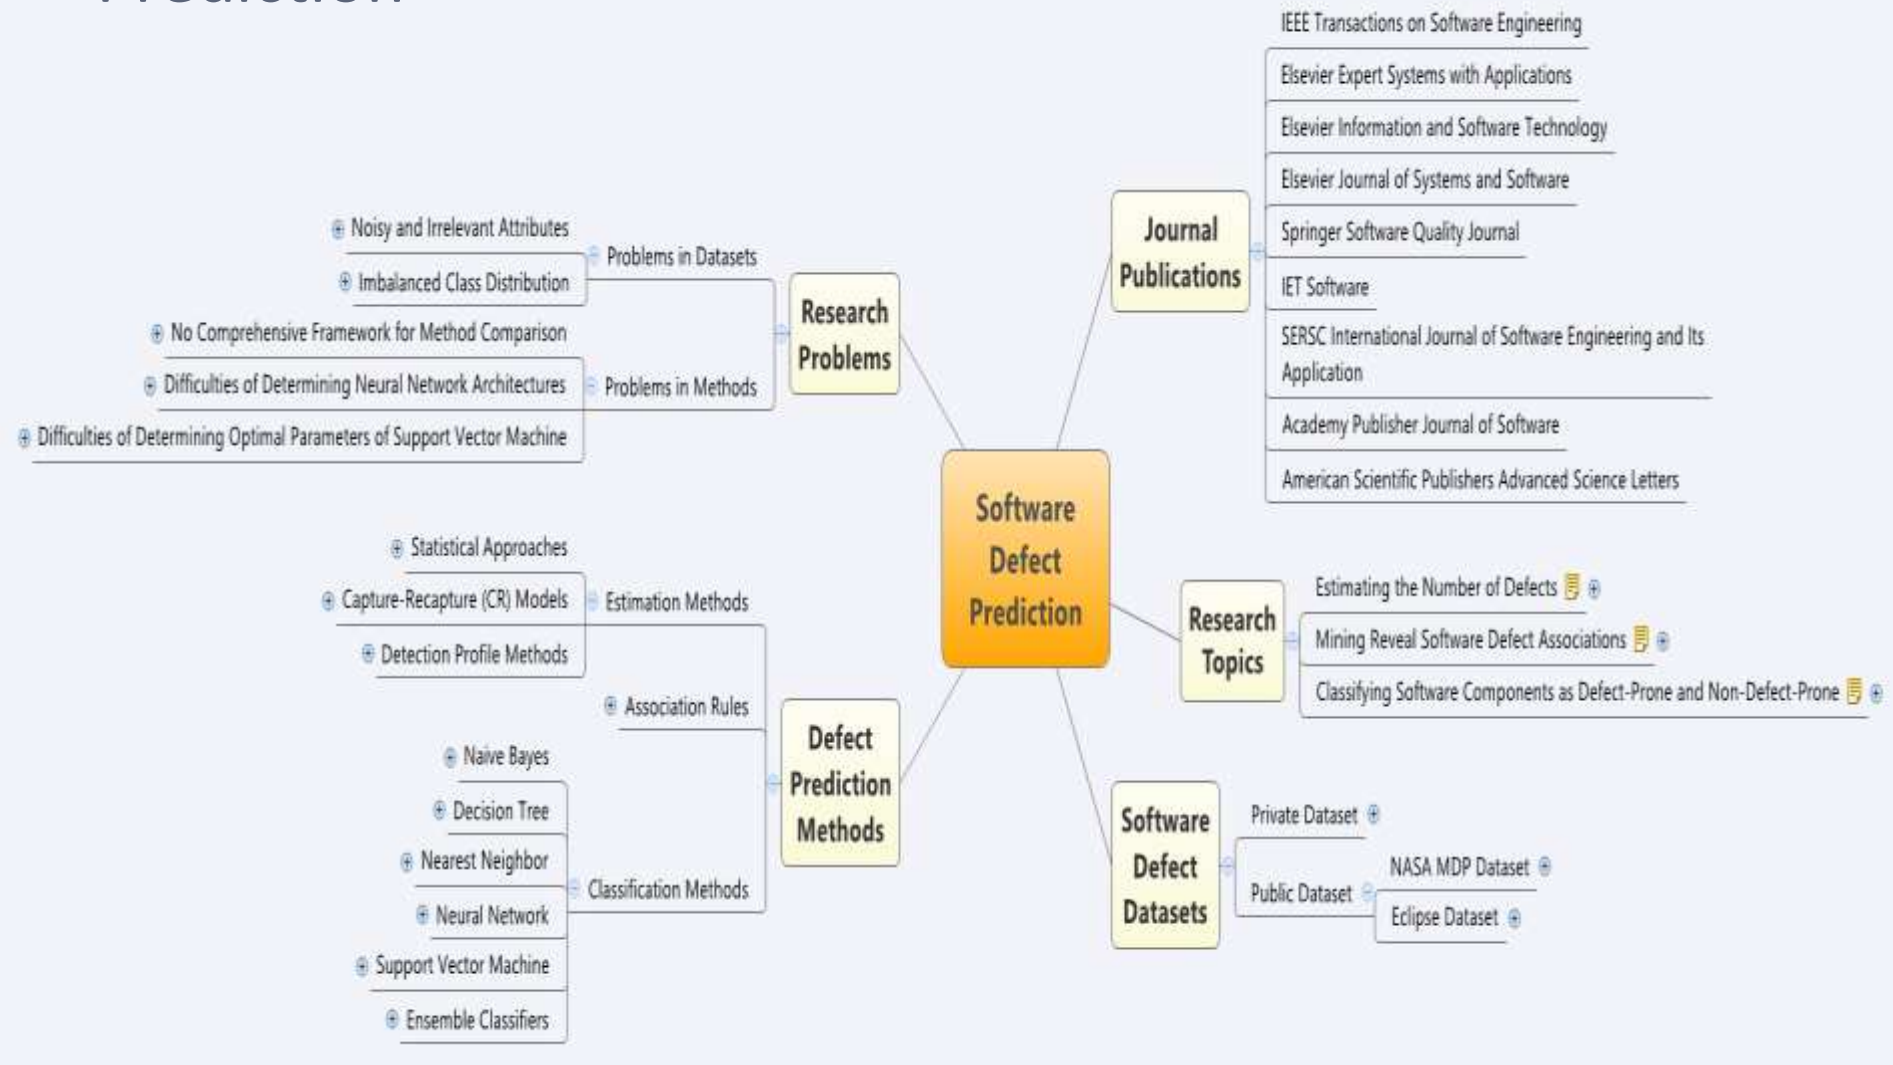 Prediction
IEEE Transactions on Software Engineering
Elsevier Expert Systems with Applications
Elsevier Information and Software Technology
Elsevier Journal of Systems and Software
Springer Software Quality Journal
IET Software
SERSC International Journal of Software Engineering and Its
Application
Academy Publisher Journal of Software
American Scientific Publishers Advanced Science Letters
Journal
Publications
Noisy and Irrelevant Attributes
Imbalanced Class Distribution
Problems in Datasets
No Comprehensive Framework for Method Comparison
Difficulties of Determining Neural Network Architectures
Difficulties of Determining Optimal Parameters of Support Vector Machine
Problems in Methods
Research
Problems
Software
Defect
Prediction
Estimating the Number of Defects
Mining Reveal Software Defect Associations
Classifying Software Components as Defect-Prone and Non-Defect-Prone
Research
Topics
Statistical Approaches
Capture-Recapture (CR) Models
Detection Profile Methods
Estimation Methods
Association Rules
Naive Bayes
Decision Tree
Nearest Neighbor
Neural Network
Support Vector Machine
Ensemble Classifiers
Classification Methods
Defect
Prediction
Methods
Software
Defect
Datasets
Private Dataset
Public Dataset
NASA MDP Dataset
Eclipse Dataset